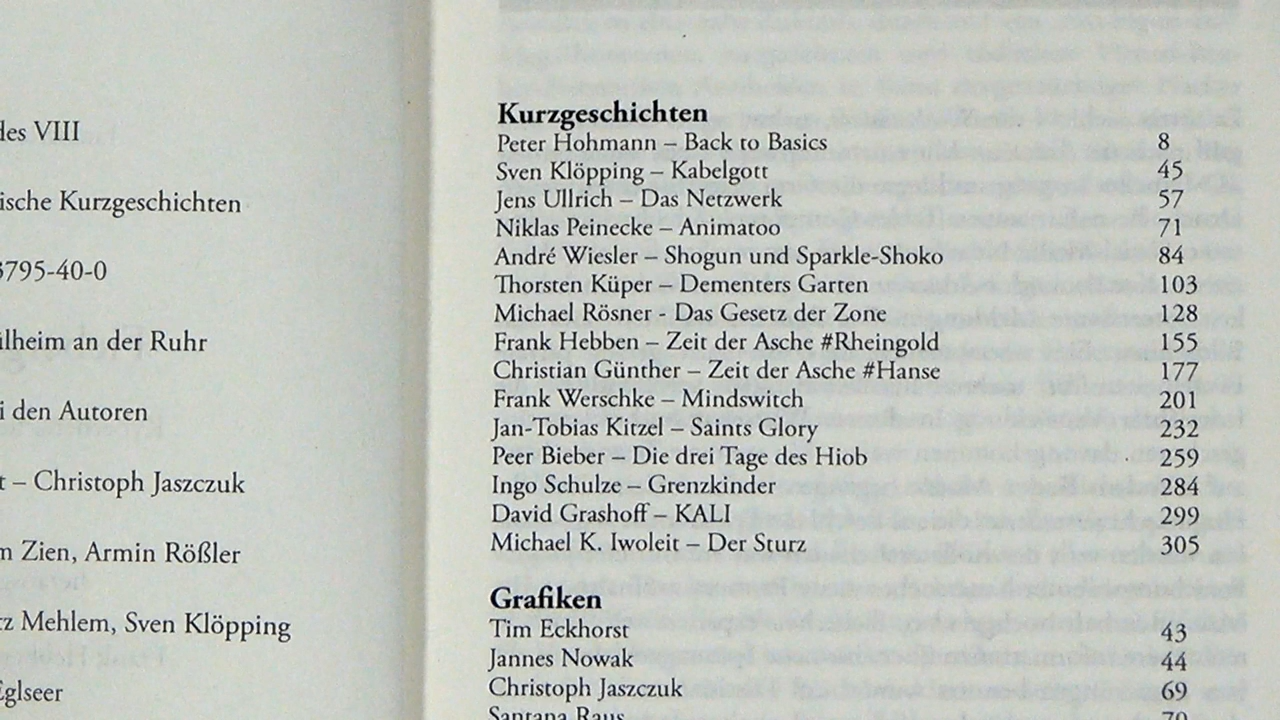 des VIII
ische Kurzgeschichten
3795-40-0
ilheim an der Ruhr
i den Autoren
t – Christoph Jaszczuk
n Zien, Armin Rößler
tz Mehlem, Sven Klöpping
Eglseer
Kurzgeschichten
Peter Hohmann – Back to Basics 8
Sven Klöpping – Kabelgott 45
Jens Ullrich – Das Netzwerk 57
Niklas Peinecke – Animatoo 71
André Wiesler – Shogun und Sparkle-Shoko 84
Thorsten Küper – Dementers Garten 103
Michael Rösner - Das Gesetz der Zone 128
Frank Hebben – Zeit der Asche #Rheingold 155
Christian Günther – Zeit der Asche #Hanse 177
Frank Werschke – Mindswitch 201
Jan-Tobias Kitzel – Saints Glory 232
Peer Bieber – Die drei Tage des Hiob 259
Ingo Schulze – Grenzkinder 284
David Grashoff – KALI 299
Michael K. Iwoleit – Der Sturz 305
Grafiken
Tim Eckhorst 43
Jannes Nowak 44
Christoph Jaszczuk 69
Santana Raus 70